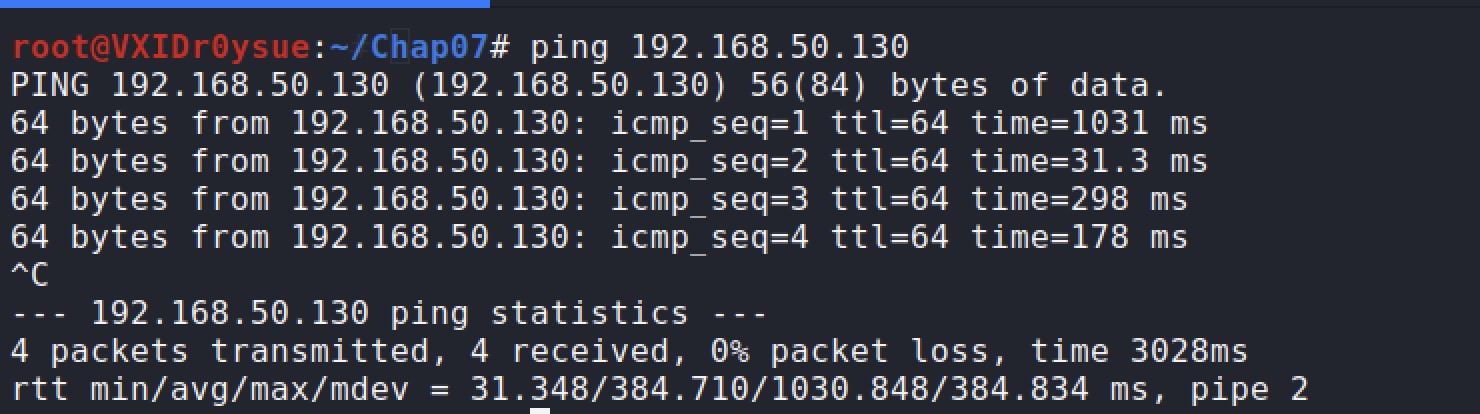 root@VXIDr0ysue:~/Chap07# ping 192.168.50.130
PING 192.168.50.130 (192.168.50.130) 56(84) bytes of data.
64 bytes from 192.168.50.130: icmp_seq=1 ttl=64 time=1031 ms
64 bytes from 192.168.50.130: icmp_seq=2 ttl=64 time=31.3 ms
64 bytes from 192.168.50.130: icmp_seq=3 ttl=64 time=298 ms
64 bytes from 192.168.50.130: icmp_seq=4 ttl=64 time=178 ms
^C
--- 192.168.50.130 ping statistics ---
4 packets transmitted, 4 received, 0% packet loss, time 3028ms
rtt min/avg/max/mdev = 31.348/384.710/1030.848/384.834 ms, pipe 2